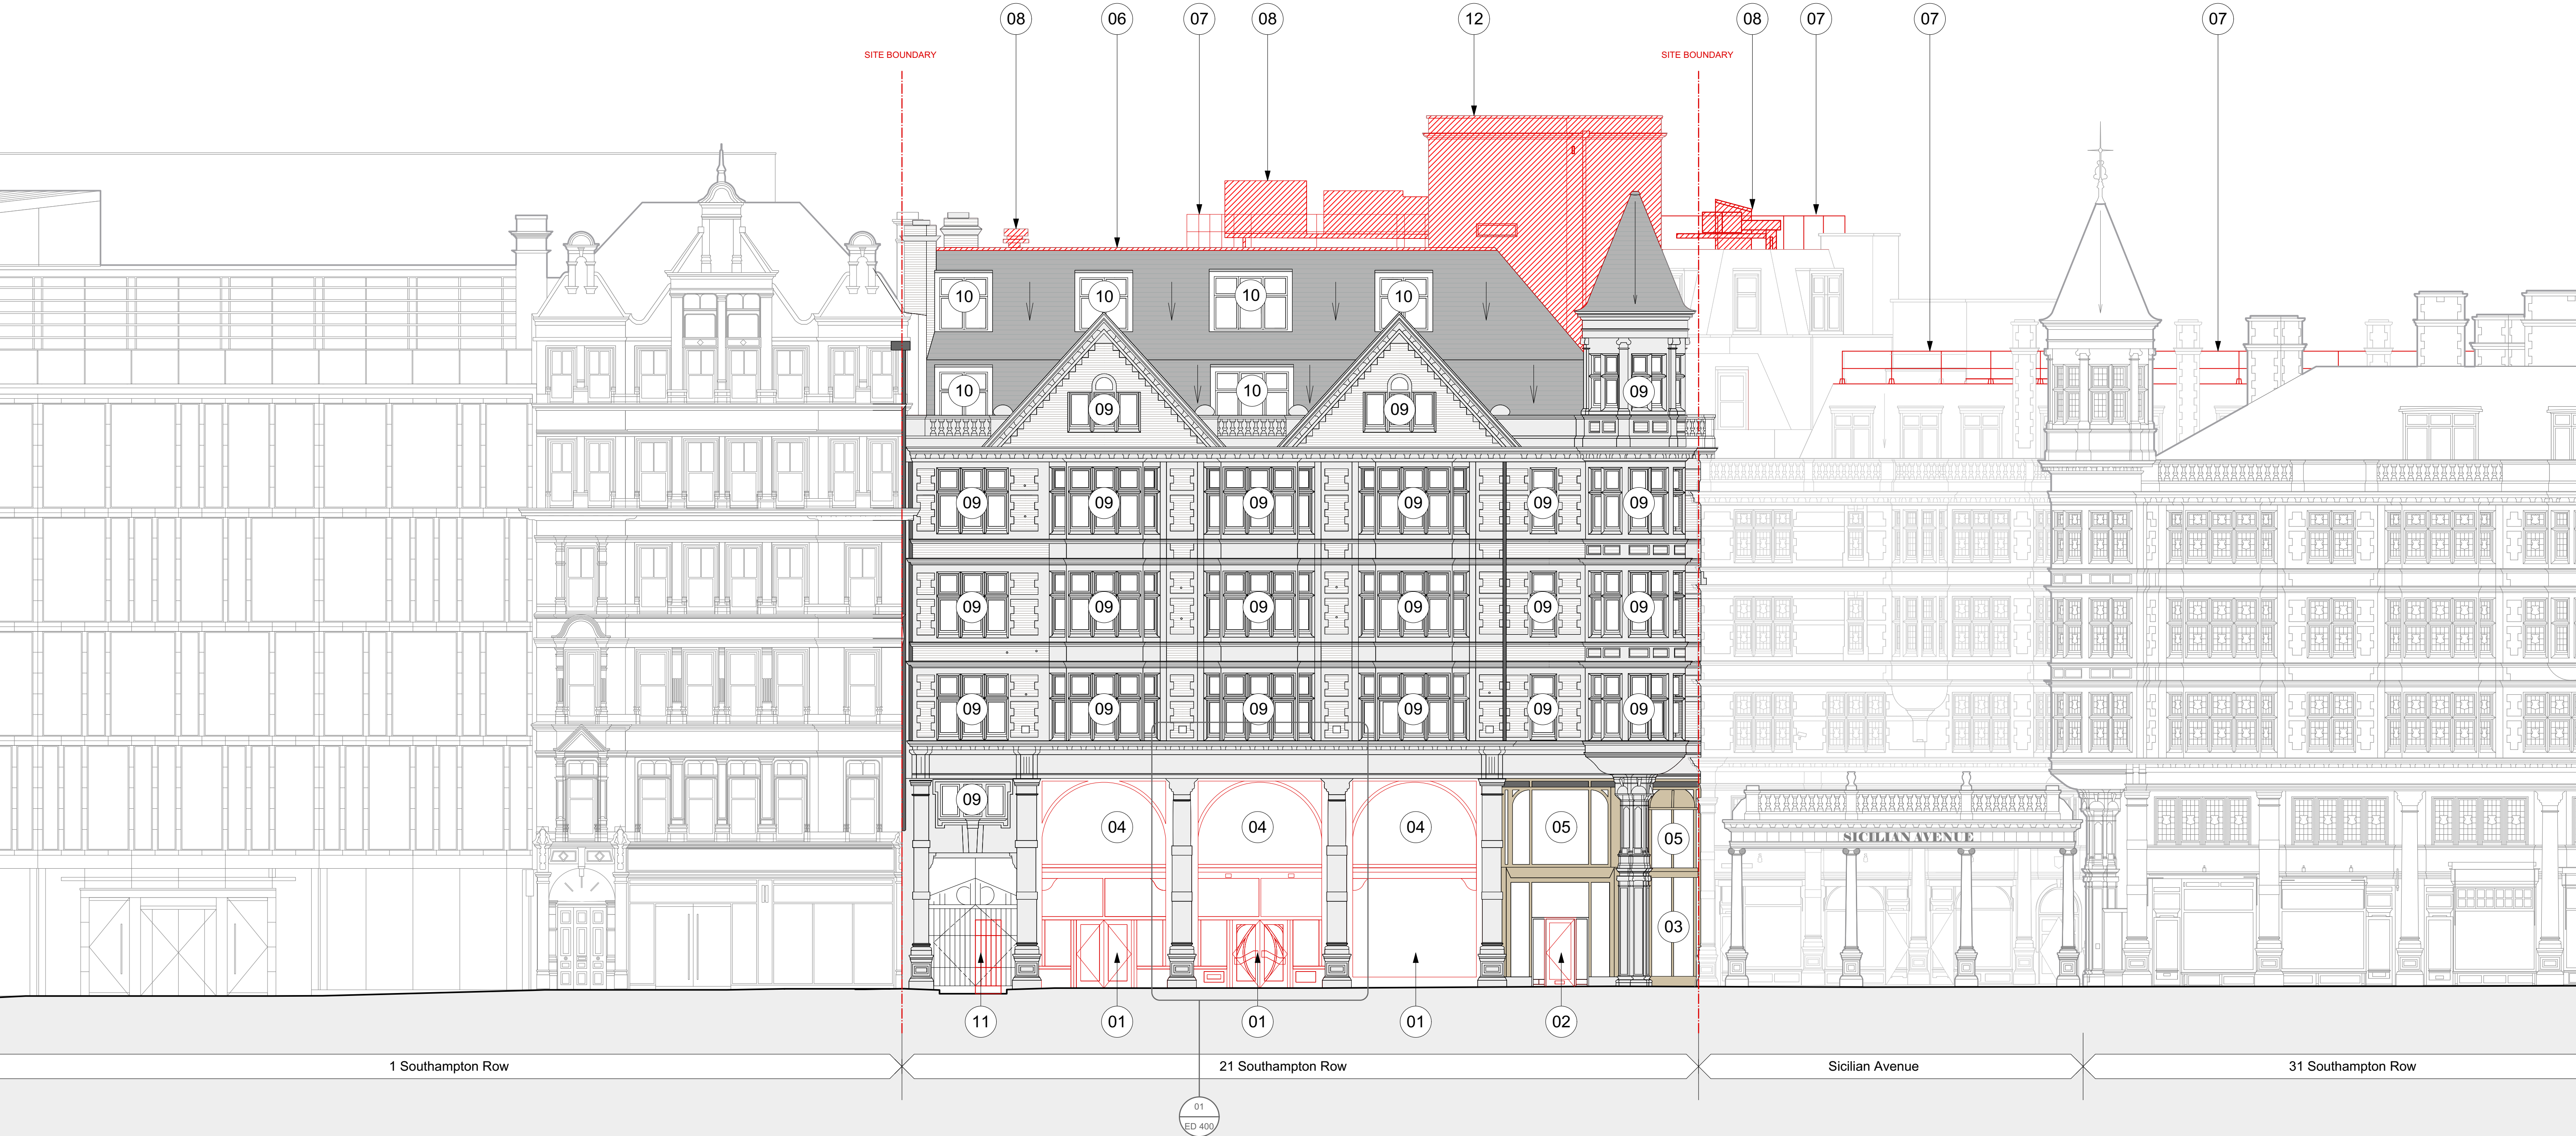 08 06 07 08 12 08 07 07 07
SITE BOUNDARY SITE BOUNDARY
10 10 10 10
10 10 09
09 09
09 09 09 09 09 09
09 09 09 09 09 09
09 09 09 09 09 09
09
04 04 04 05
05
SICILIAN AVENUE
03
11 01 01 01 02
1 Southampton Row 21 Southampton Row Sicilian Avenue 31 Southampton Row
01
ED 400